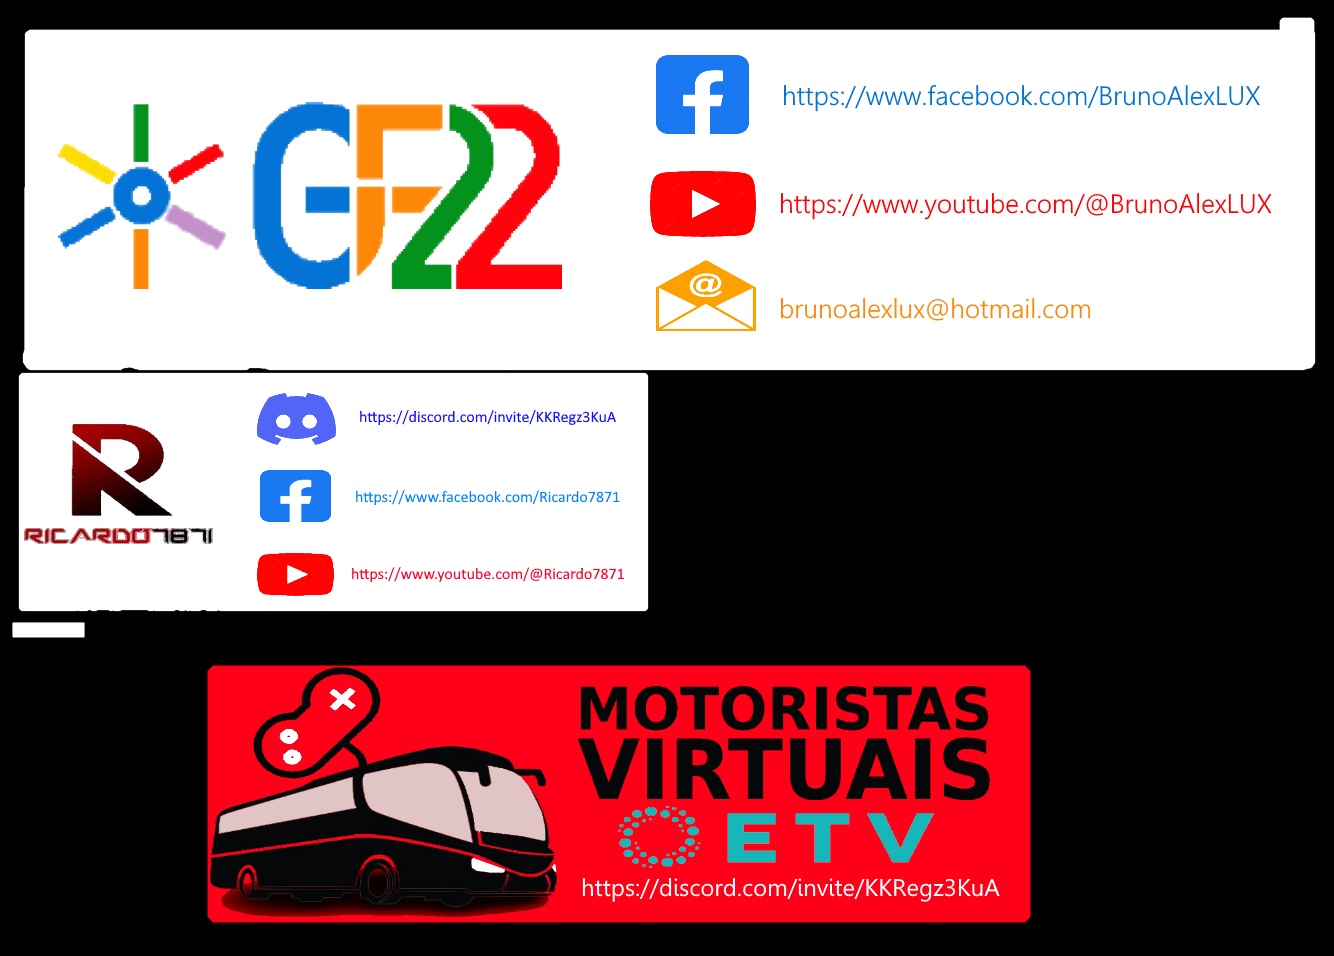 GF22
https://www.facebook.com/BrunoAlexLUX
https://www.youtube.com/@BrunoAlexLUX
@
brunoalexlux@hotmail.com
R
RICARDO7871
https://discord.com/invite/KKRegz3KuA
https://www.facebook.com/Ricardo7871
https://www.youtube.com/@Ricardo7871
MOTORISTAS
VIRTUAIS
ETV
https://discord.com/invite/KKRegz3KuA